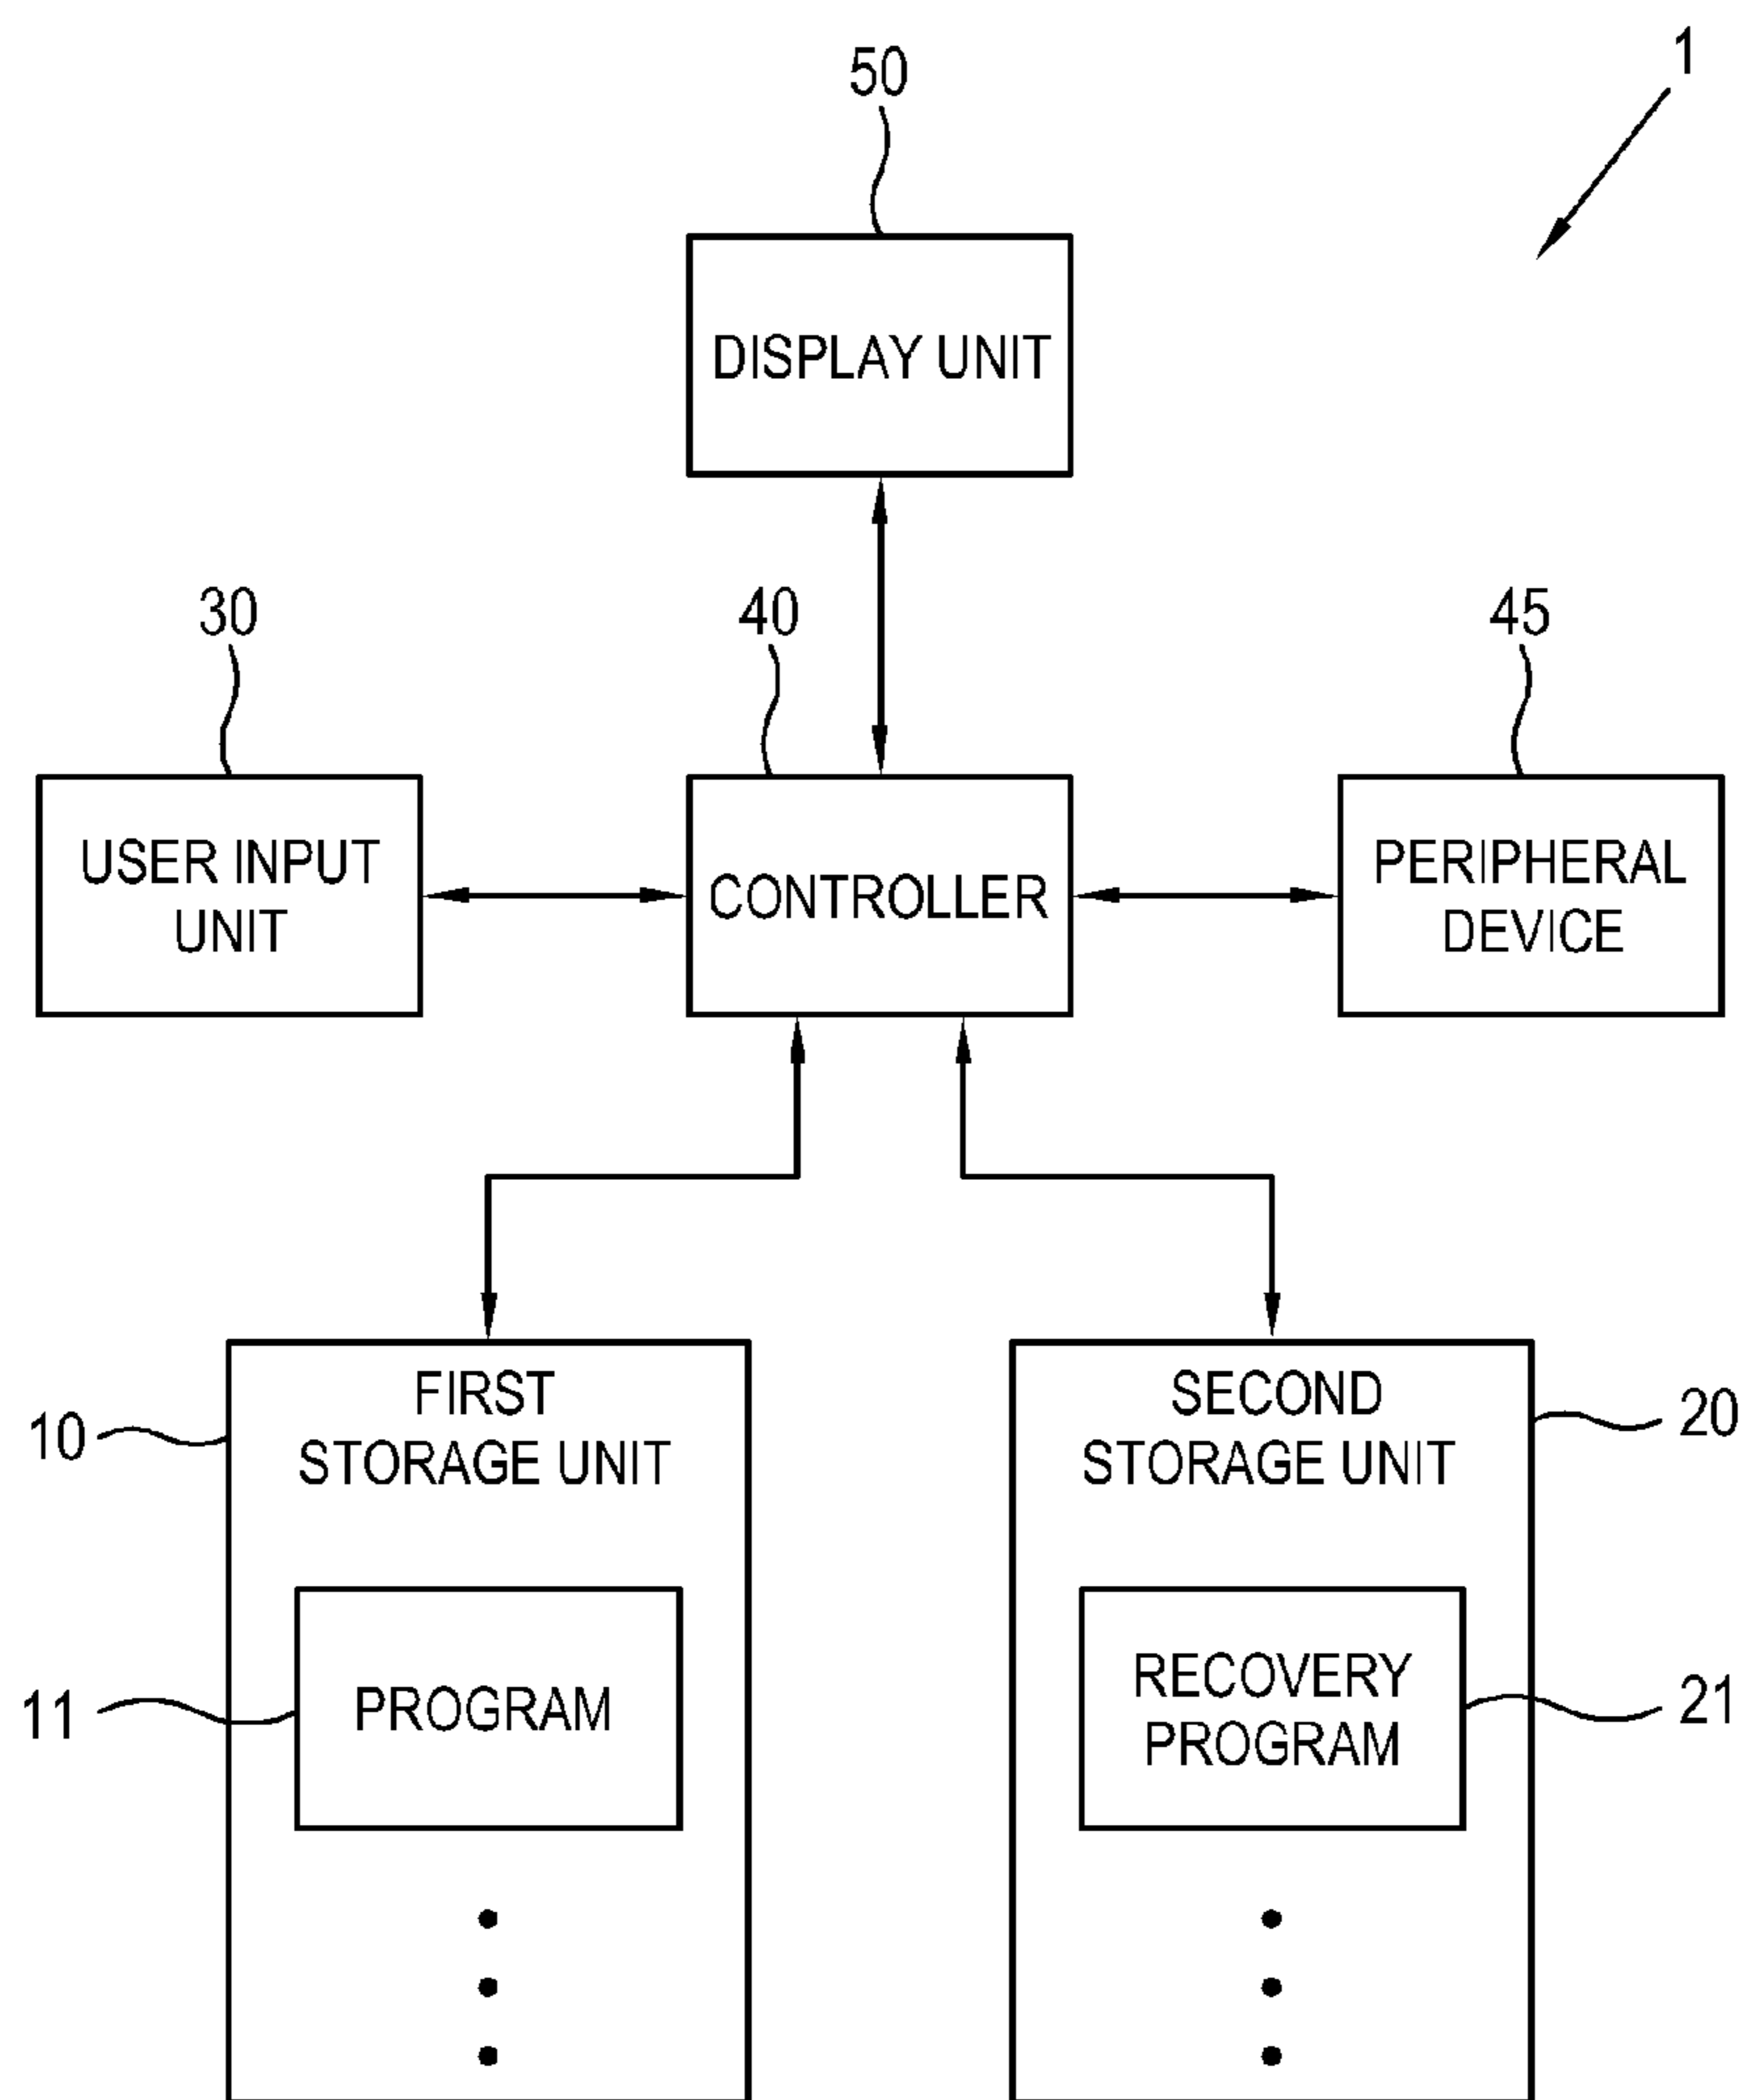 1
50
DISPLAY UNIT
30
40
45
USER INPUT
UNIT
CONTROLLER
PERIPHERAL
DEVICE
FIRST
STORAGE UNIT
10
SECOND
STORAGE UNIT
20
11
PROGRAM
RECOVERY
PROGRAM
21